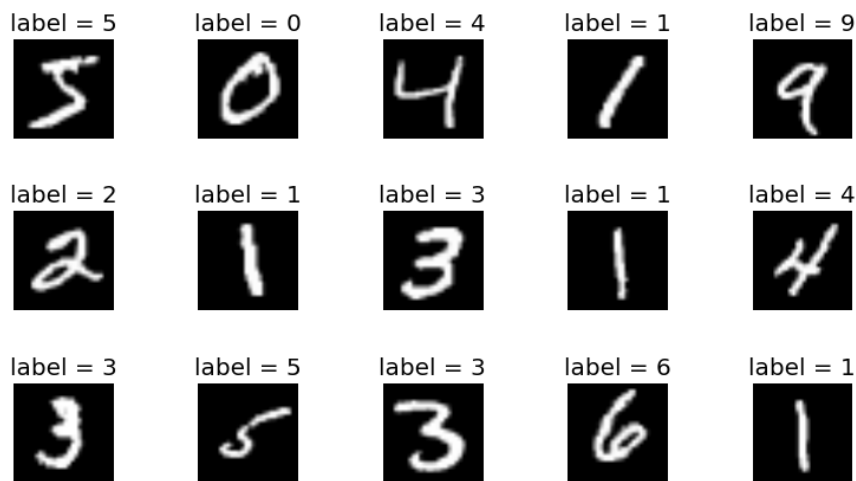 label = 5 label = 0 label = 4 label = 1 label = 9
5 0 4 1 9
label = 2 label = 1 label = 3 label = 1 label = 4
2 1 3 1 4
label = 3 label = 5 label = 3 label = 6 label = 1
3 5 3 6 1